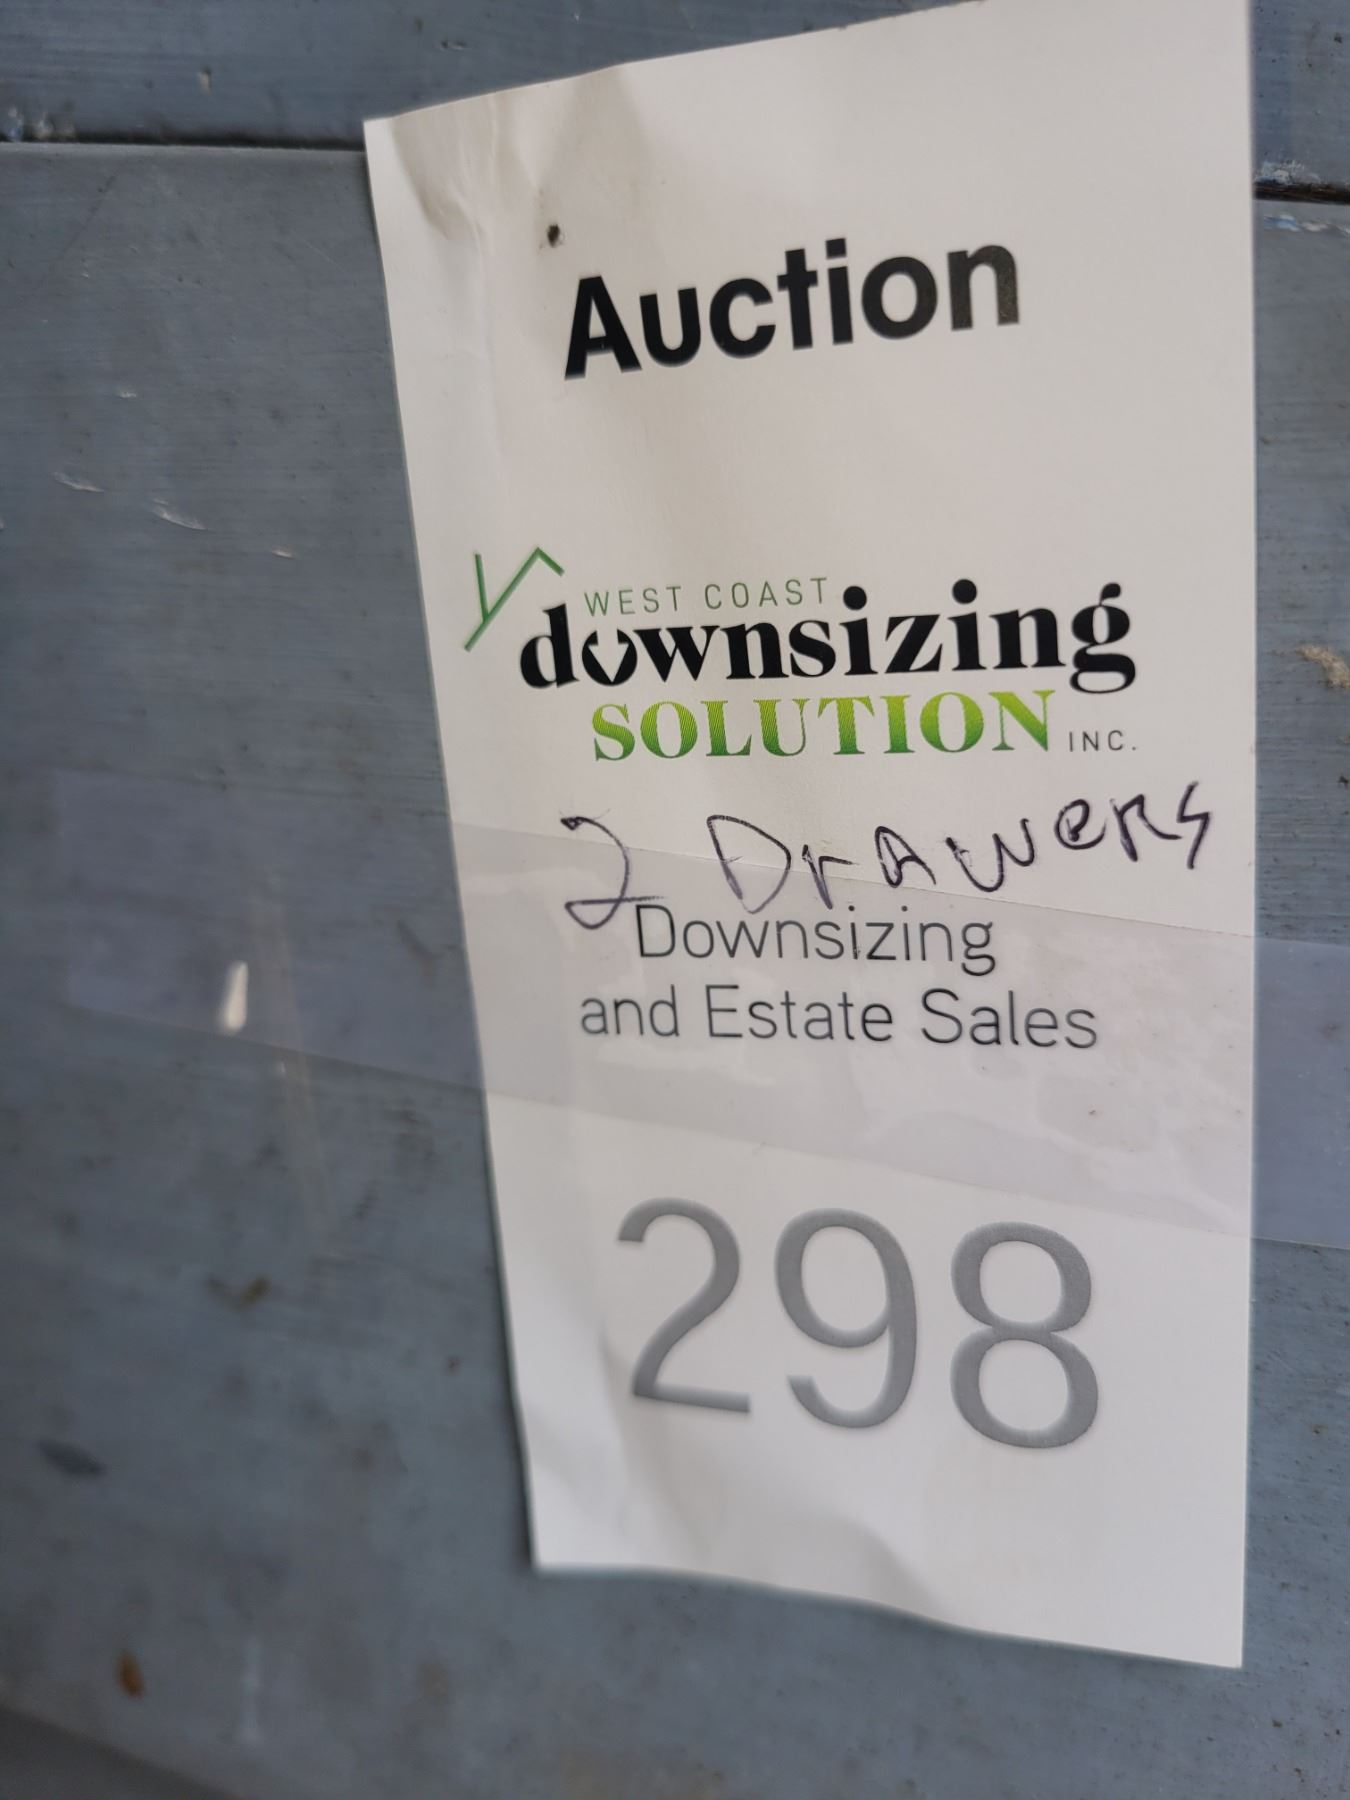 Auction
WEST COAST
downsizing
SOLUTION INC.
2 DrAwerS
Downsizing
and Estate Sales
298